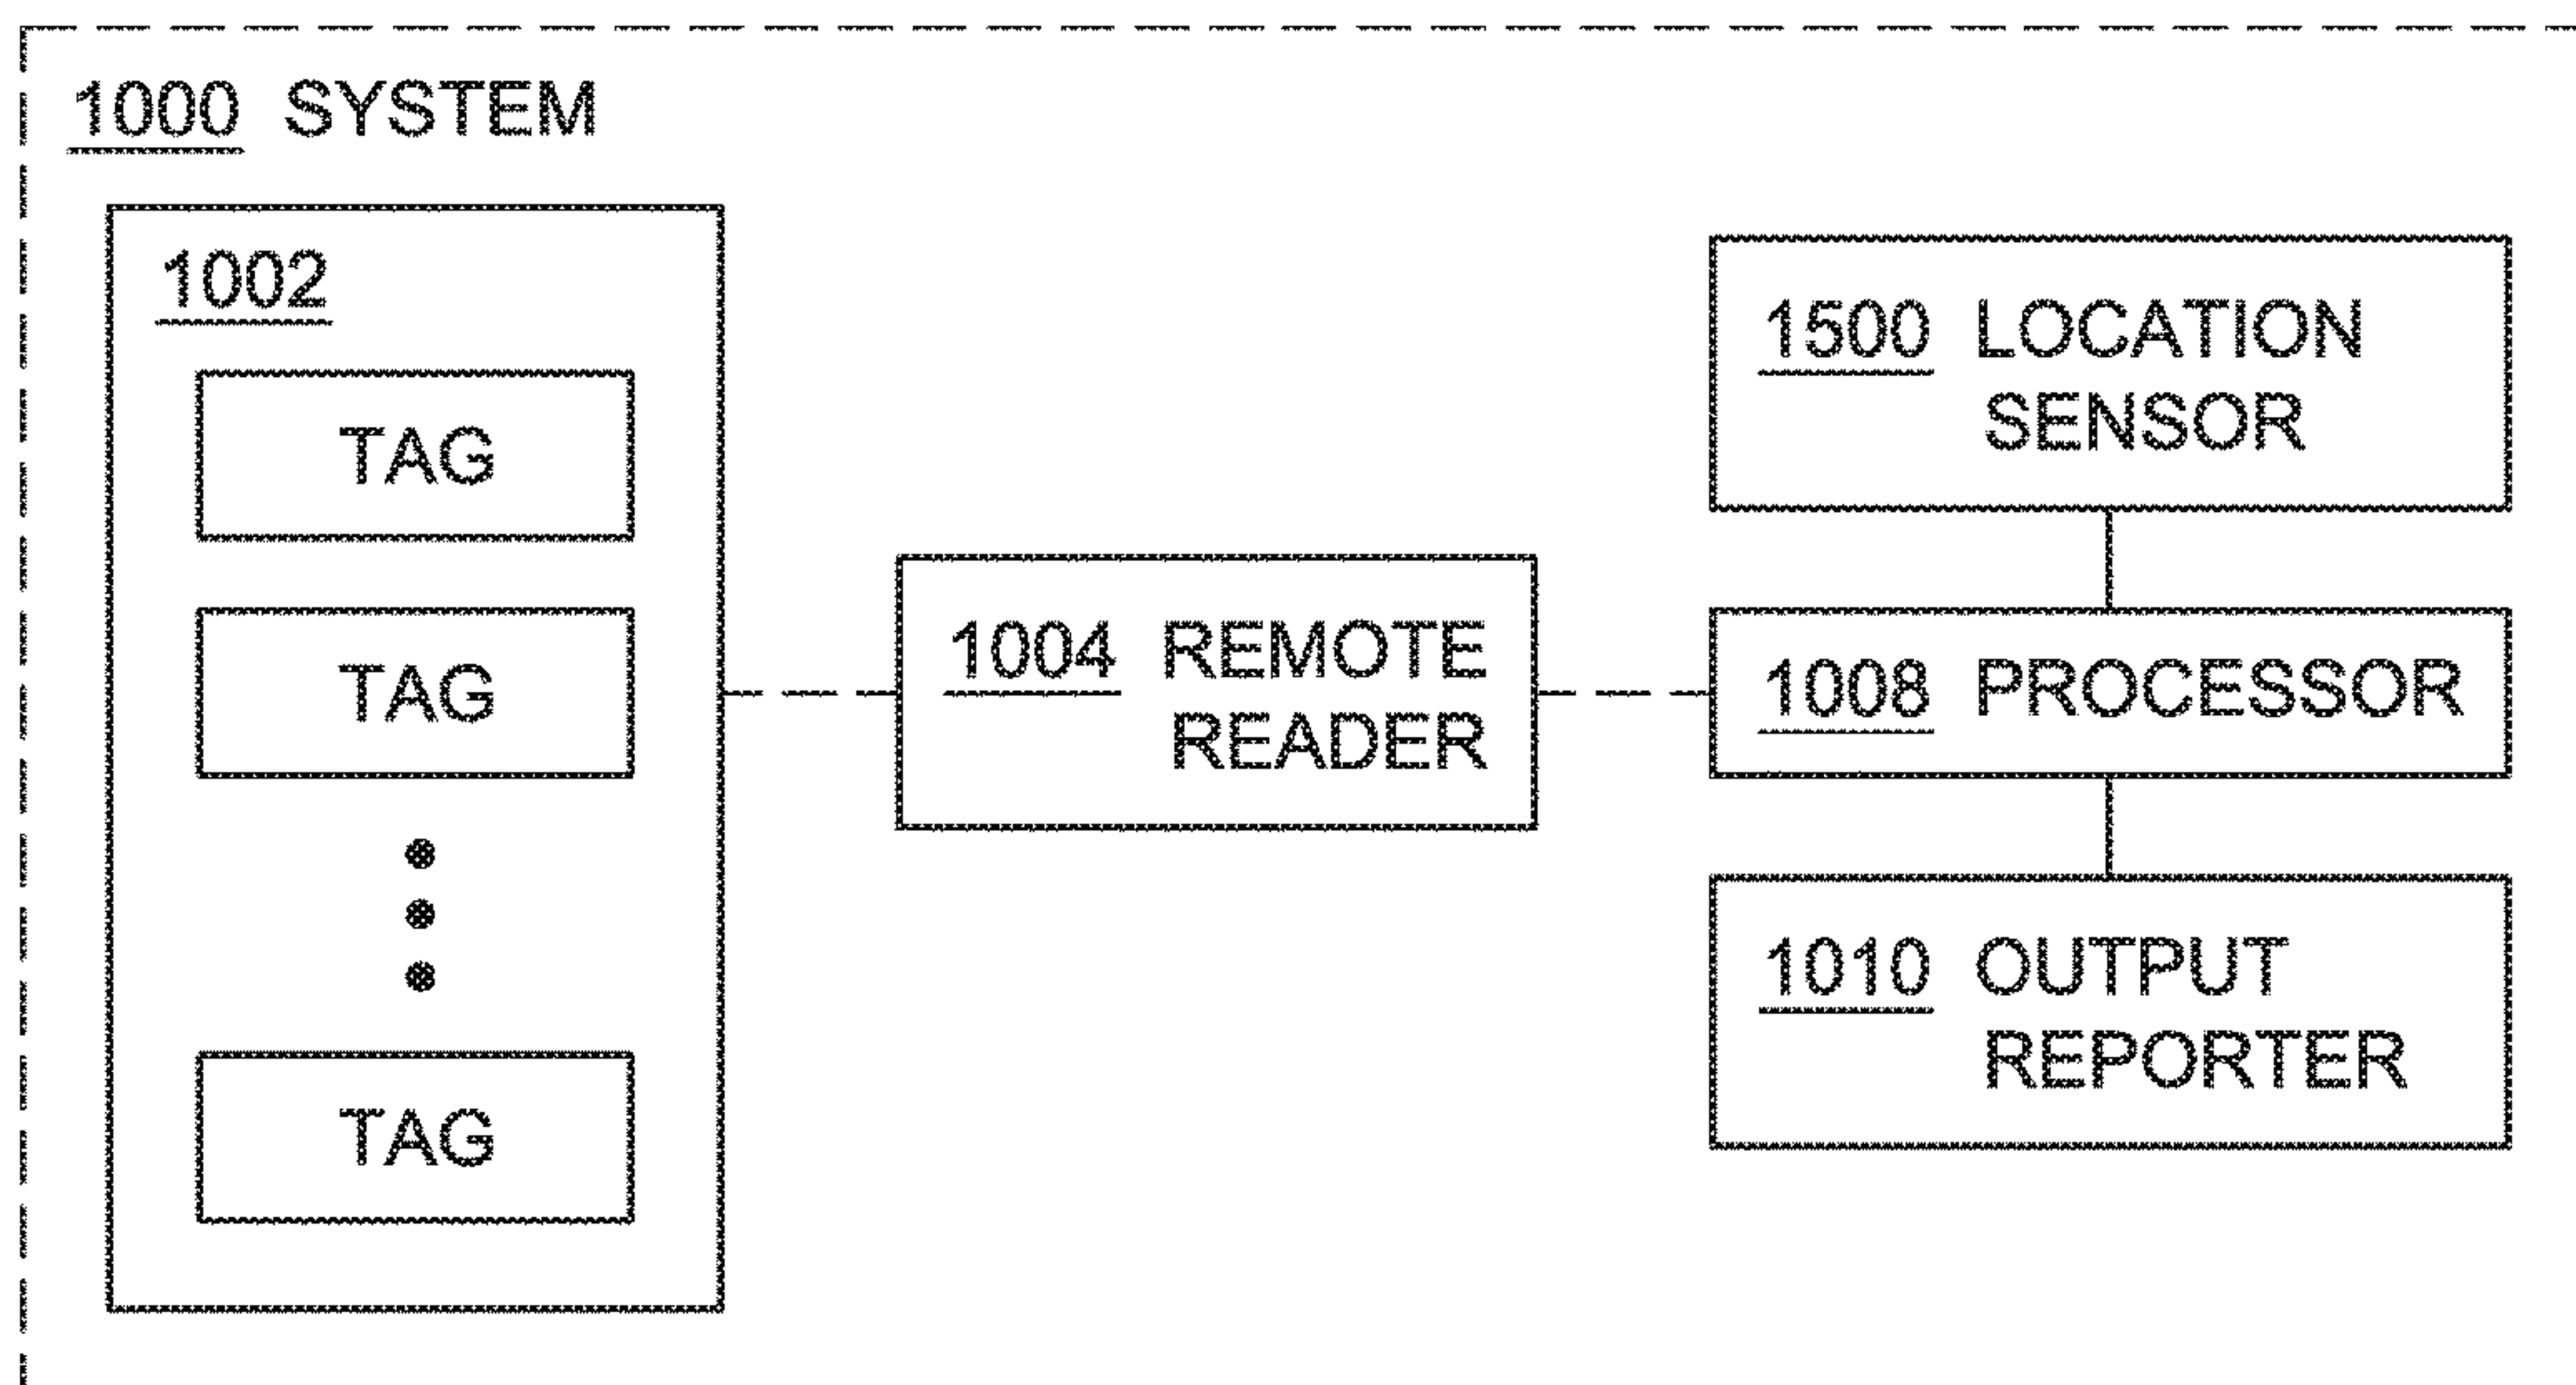 1000 SYSTEM
1002
TAG
TAG
TAG
1004 REMOTE
READER
1500 LOCATION
SENSOR
1008 PROCESSOR
1010 OUTPUT
REPORTER